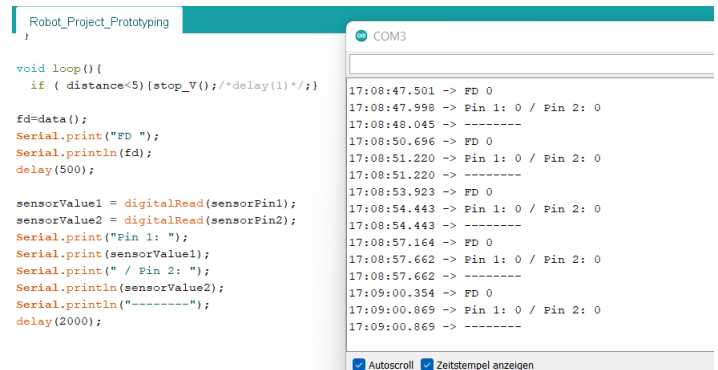 Robot_Project_Prototyping
}
void loop(){
if ( distance<5){stop_V();/*delay(1)*/;}
fd=data();
Serial.print("FD ");
Serial.println(fd);
delay(500);
sensorValue1 = digitalRead(sensorPin1);
sensorValue2 = digitalRead(sensorPin2);
Serial.print("Pin 1: ");
Serial.print(sensorValue1);
Serial.print(" / Pin 2: ");
Serial.println(sensorValue2);
Serial.println("--------");
delay(2000);
COM3
17:08:47.501 -> FD 0
17:08:47.998 -> Pin 1: 0 / Pin 2: 0
17:08:48.045 -> --------
17:08:50.696 -> FD 0
17:08:51.220 -> Pin 1: 0 / Pin 2: 0
17:08:51.220 -> --------
17:08:53.923 -> FD 0
17:08:54.443 -> Pin 1: 0 / Pin 2: 0
17:08:54.443 -> --------
17:08:57.164 -> FD 0
17:08:57.662 -> Pin 1: 0 / Pin 2: 0
17:08:57.662 -> --------
17:09:00.354 -> FD 0
17:09:00.869 -> Pin 1: 0 / Pin 2: 0
17:09:00.869 -> --------
Autoscroll Zeitstempel anzeigen